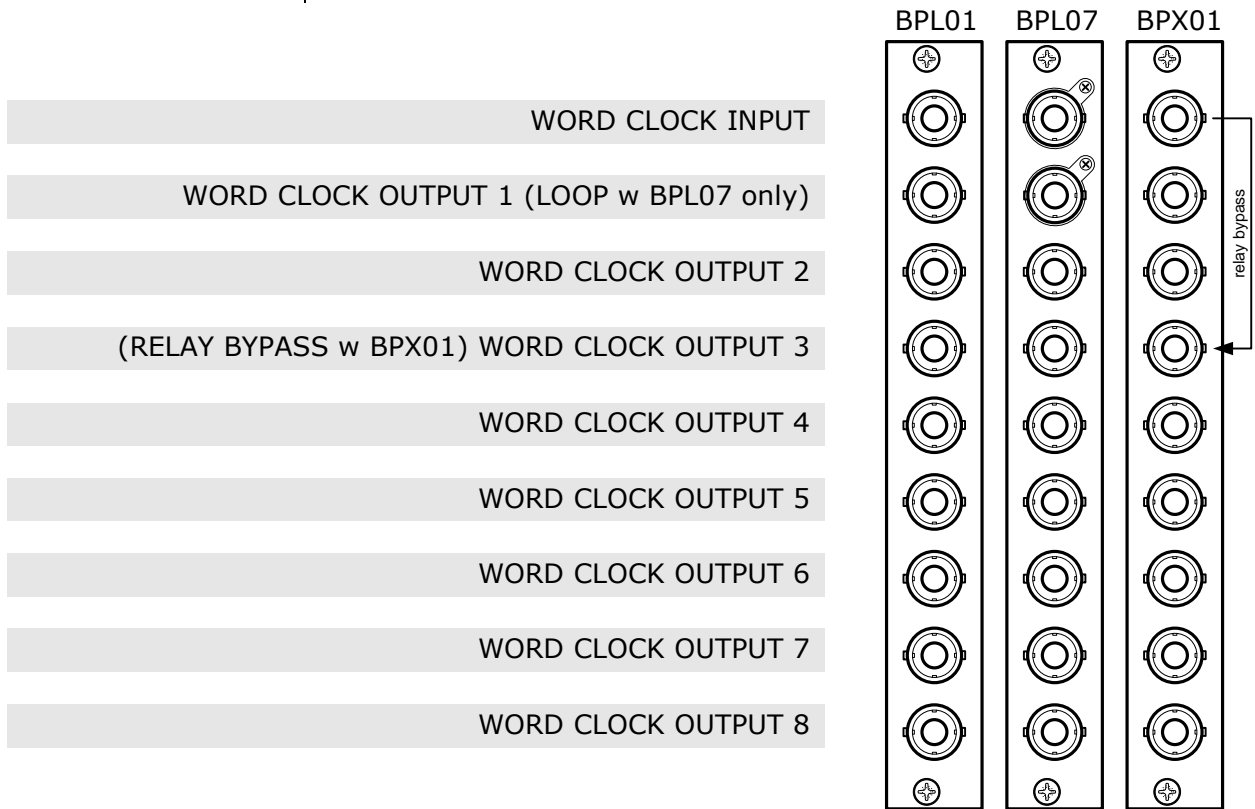 BPL01 BPL07 BPX01
WORD CLOCK INPUT
WORD CLOCK OUTPUT 1 (LOOP w BPL07 only)
relay bypass
WORD CLOCK OUTPUT 2
(RELAY BYPASS w BPX01) WORD CLOCK OUTPUT 3
WORD CLOCK OUTPUT 4
WORD CLOCK OUTPUT 5
WORD CLOCK OUTPUT 6
WORD CLOCK OUTPUT 7
WORD CLOCK OUTPUT 8